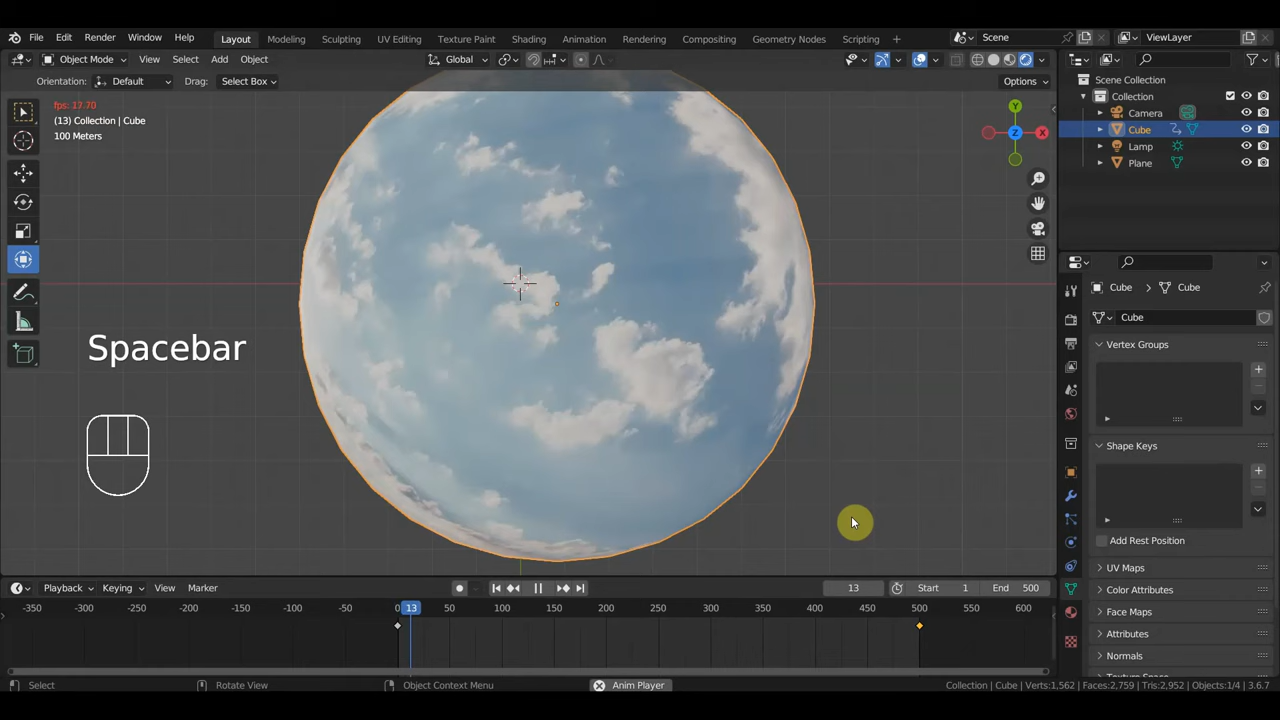 File Edit Render Window Help Layout Modeling Sculpting UV Editing Texture Paint Shading Animation Rendering Compositing Geometry Nodes Scripting + Scene ViewLayer
Object Mode View Select Add Object Global
Orientation: Default Drag: Select Box Options
fps: 17.70
(13) Collection | Cube
100 Meters
Y
X
Z
Spacebar
Scene Collection
Collection
Camera
Cube
Lamp
Plane
Cube Cube
Cube
Vertex Groups
Shape Keys
Add Rest Position
UV Maps
Color Attributes
Face Maps
Attributes
Normals
Playback Keying View Marker 13 Start 1 End 500
-350 -300 -250 -200 -150 -100 -50 0 13 50 100 150 200 250 300 350 400 450 500 550 600
Select Rotate View Object Context Menu Anim Player Collection | Cube | Verts:1,562 | Faces:2,759 | Tris:2,952 | Objects:1/4 | 3.6.7